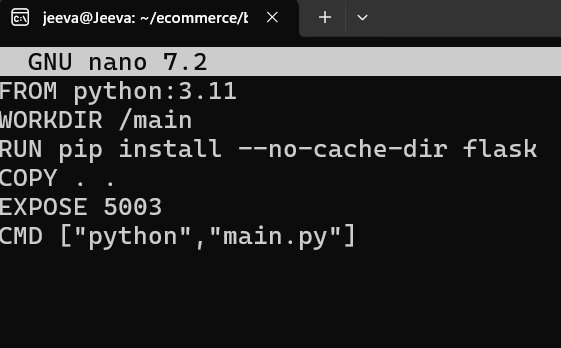 jeeva@Jeeva: ~/ecommerce/b
GNU nano 7.2
FROM python:3.11
WORKDIR /main
RUN pip install --no-cache-dir flask
COPY . .
EXPOSE 5003
CMD ["python","main.py"]